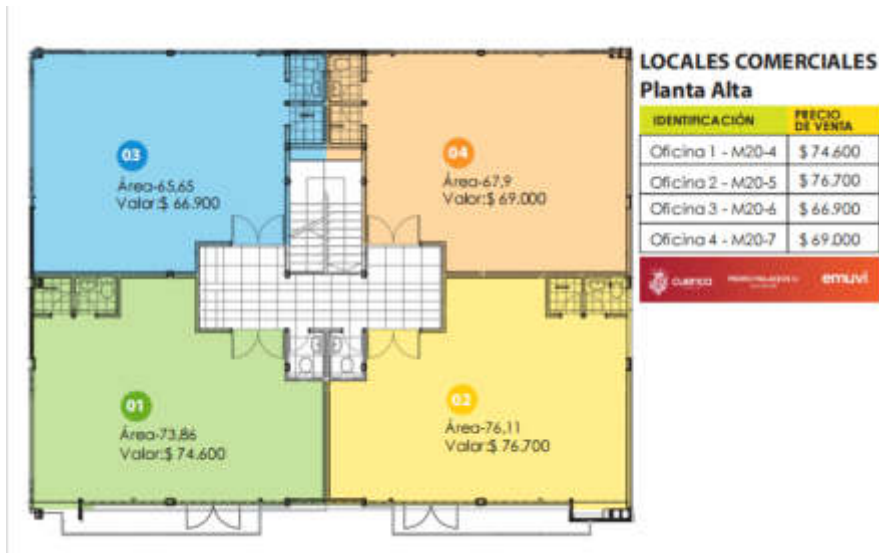 03
Área-65,65
Valor:$ 66.900
04
Área-67,9
Valor:$ 69.000
01
Área-73,86
Valor:$ 74.600
02
Área-76,11
Valor:$ 76.700
LOCALES COMERCIALES
Planta Alta
IDENTIFICACIÓN PRECIO DE VENTA
Oficina 1 - M20-4 $ 74.600
Oficina 2 - M20-5 $ 76.700
Oficina 3 - M20-6 $ 66.900
Oficina 4 - M20-7 $ 69.000
cuenca emuvi